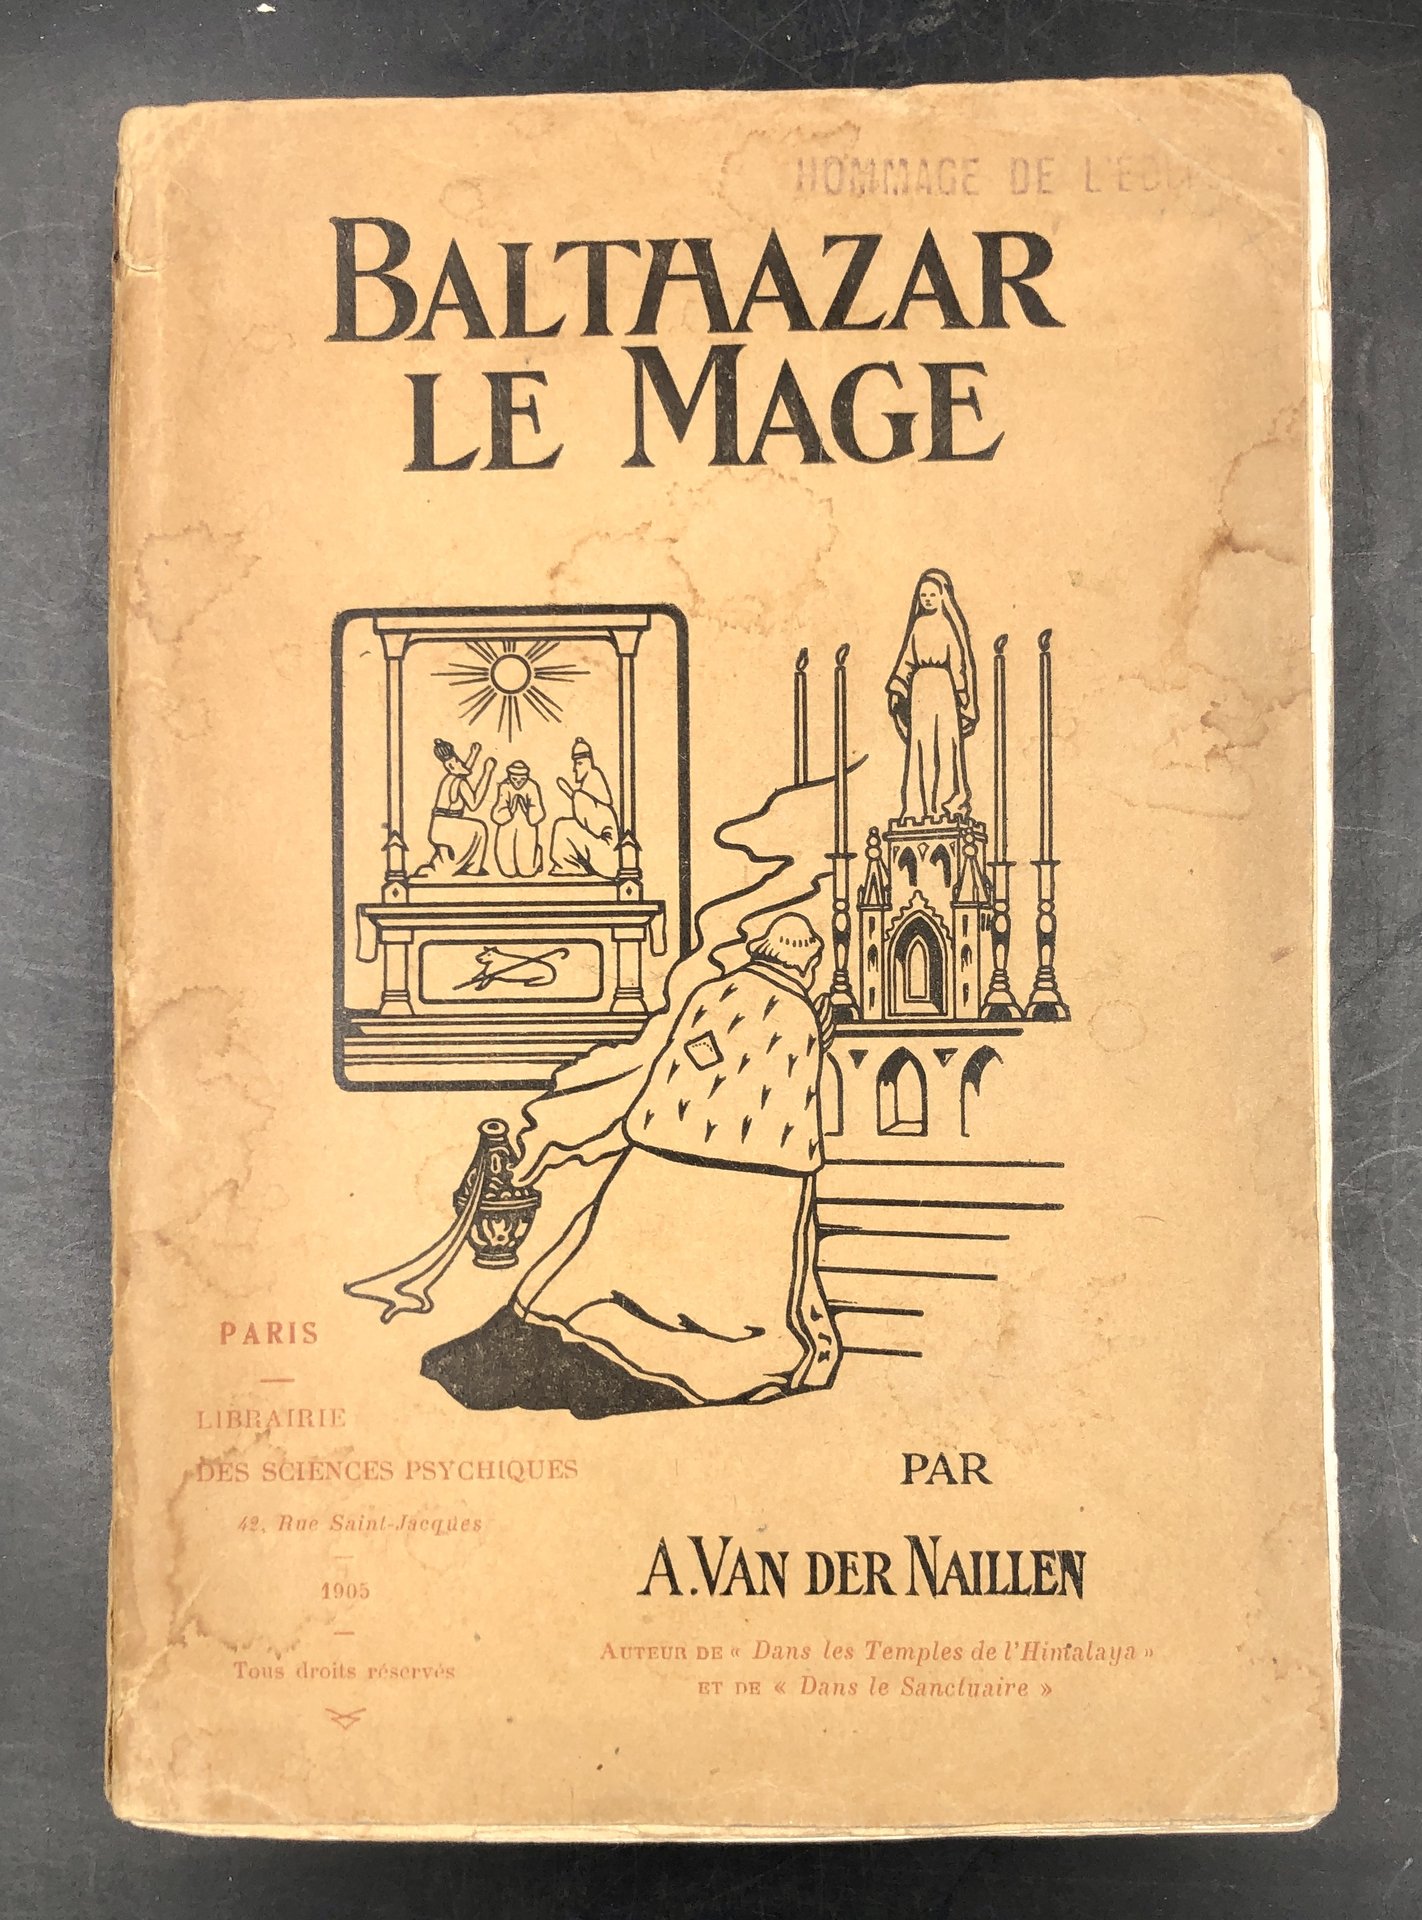 HOMMAGE DE
BALTHAZAR
LE MAGE
PARIS
LIBRAIRIE
DES SCIENCES PSYCHIQUES
42, Rue Saint-Jacques
1905
Tous droits réservés
PAR
A. VAN DER NAILLEN
AUTEUR DE « Dans les Temples de l'Himalaya »
ET DE « Dans le Sanctuaire »